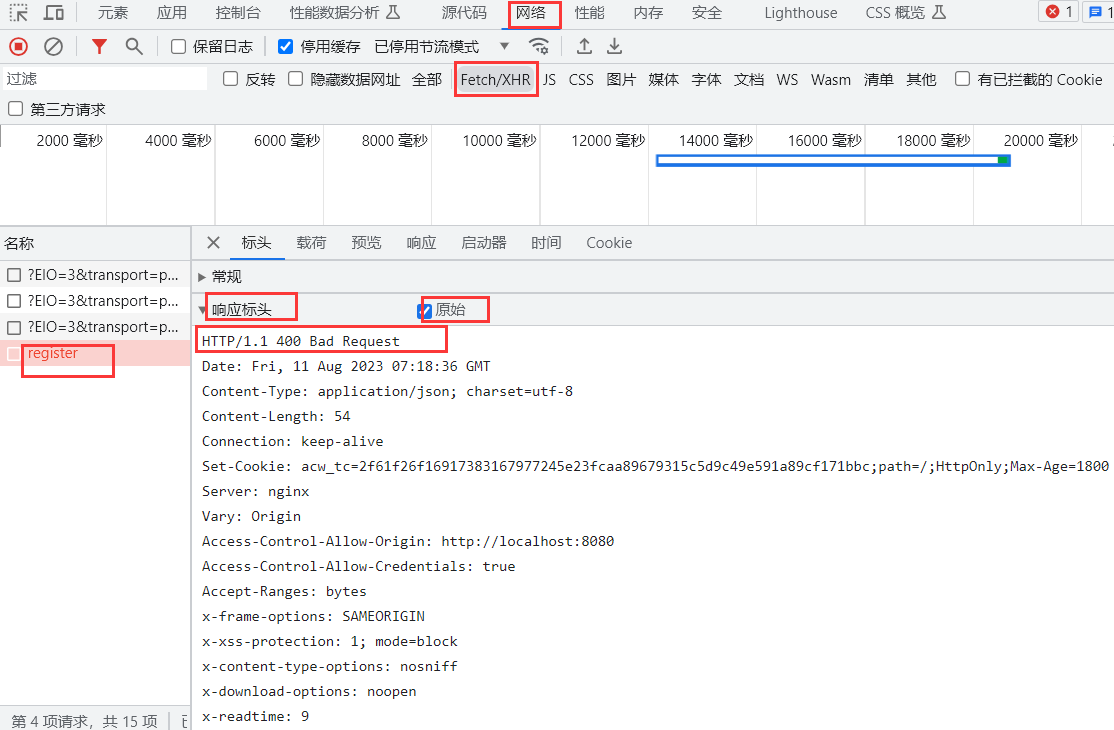 元素 应用 控制台 性能数据分析 源代码 网络 性能 内存 安全 Lighthouse CSS 概览 1 1
保留日志 停用缓存 已停用节流模式
过滤 反转 隐藏数据网址 全部 Fetch/XHR JS CSS 图片 媒体 字体 文档 WS Wasm 清单 其他 有已拦截的 Cookie
第三方请求
2000 毫秒 4000 毫秒 6000 毫秒 8000 毫秒 10000 毫秒 12000 毫秒 14000 毫秒 16000 毫秒 18000 毫秒 20000 毫秒
名称
?EIO=3&transport=p...
?EIO=3&transport=p...
?EIO=3&transport=p...
register
第 4 项请求，共 15 项
标头 载荷 预览 响应 启动器 时间 Cookie
常规
响应标头 原始
HTTP/1.1 400 Bad Request
Date: Fri, 11 Aug 2023 07:18:36 GMT
Content-Type: application/json; charset=utf-8
Content-Length: 54
Connection: keep-alive
Set-Cookie: acw_tc=2f61f26f16917383167977245e23fcaa89679315c5d9c49e591a89cf171bbc;path=/;HttpOnly;Max-Age=1800
Server: nginx
Vary: Origin
Access-Control-Allow-Origin: http://localhost:8080
Access-Control-Allow-Credentials: true
Accept-Ranges: bytes
x-frame-options: SAMEORIGIN
x-xss-protection: 1; mode=block
x-content-type-options: nosniff
x-download-options: noopen
x-readtime: 9